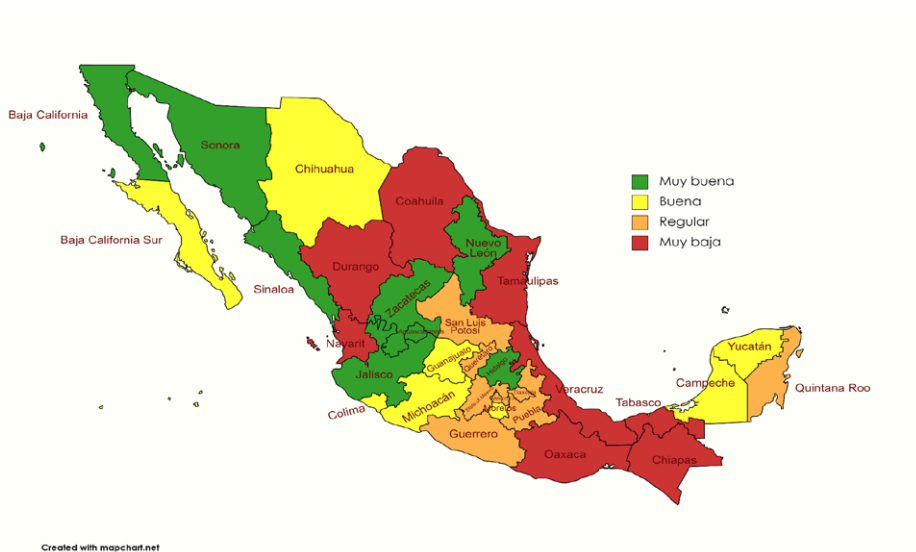 Baja California
Sonora
Chihuahua
Muy buena
Buena
Coahuila
Regular
Muy baja
Baja California Sur
Nuevo
León
Durango
Tamaulipas
Sinaloa
Zacatecas
San Luis
Potosí
Nayarit
Guanajuato
Querétaro
Hidalgo
Yucatán
Jalisco
Campeche
Quintana Roo
Veracruz
Tabasco
Colima
Michoacán
Morelos
Puebla
Guerrero
Oaxaca
Chiapas
Created with mapchart.net